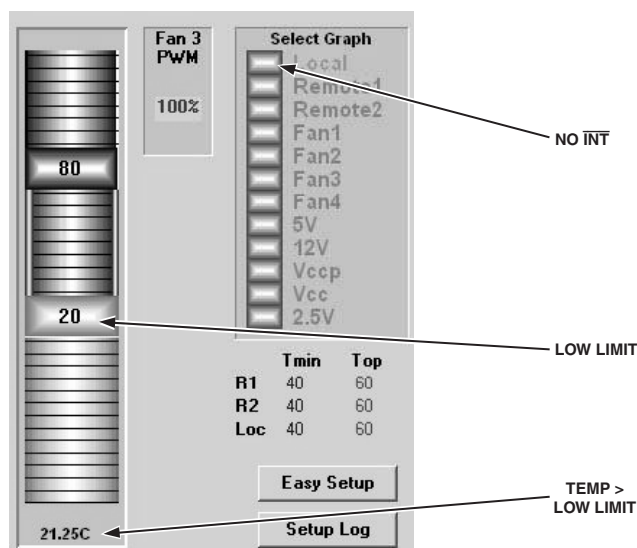 Fan 3
PWM
100%
Select Graph
Local
Remote1
Remote2
Fan1
Fan2
Fan3
Fan4
5V
12V
Vccp
Vcc
2.5V
80
20
21.25C
Tmin Top
R1 40 60
R2 40 60
Loc 40 60
Easy Setup
Setup Log
NO I̅N̅T̅
LOW LIMIT
TEMP >
LOW LIMIT